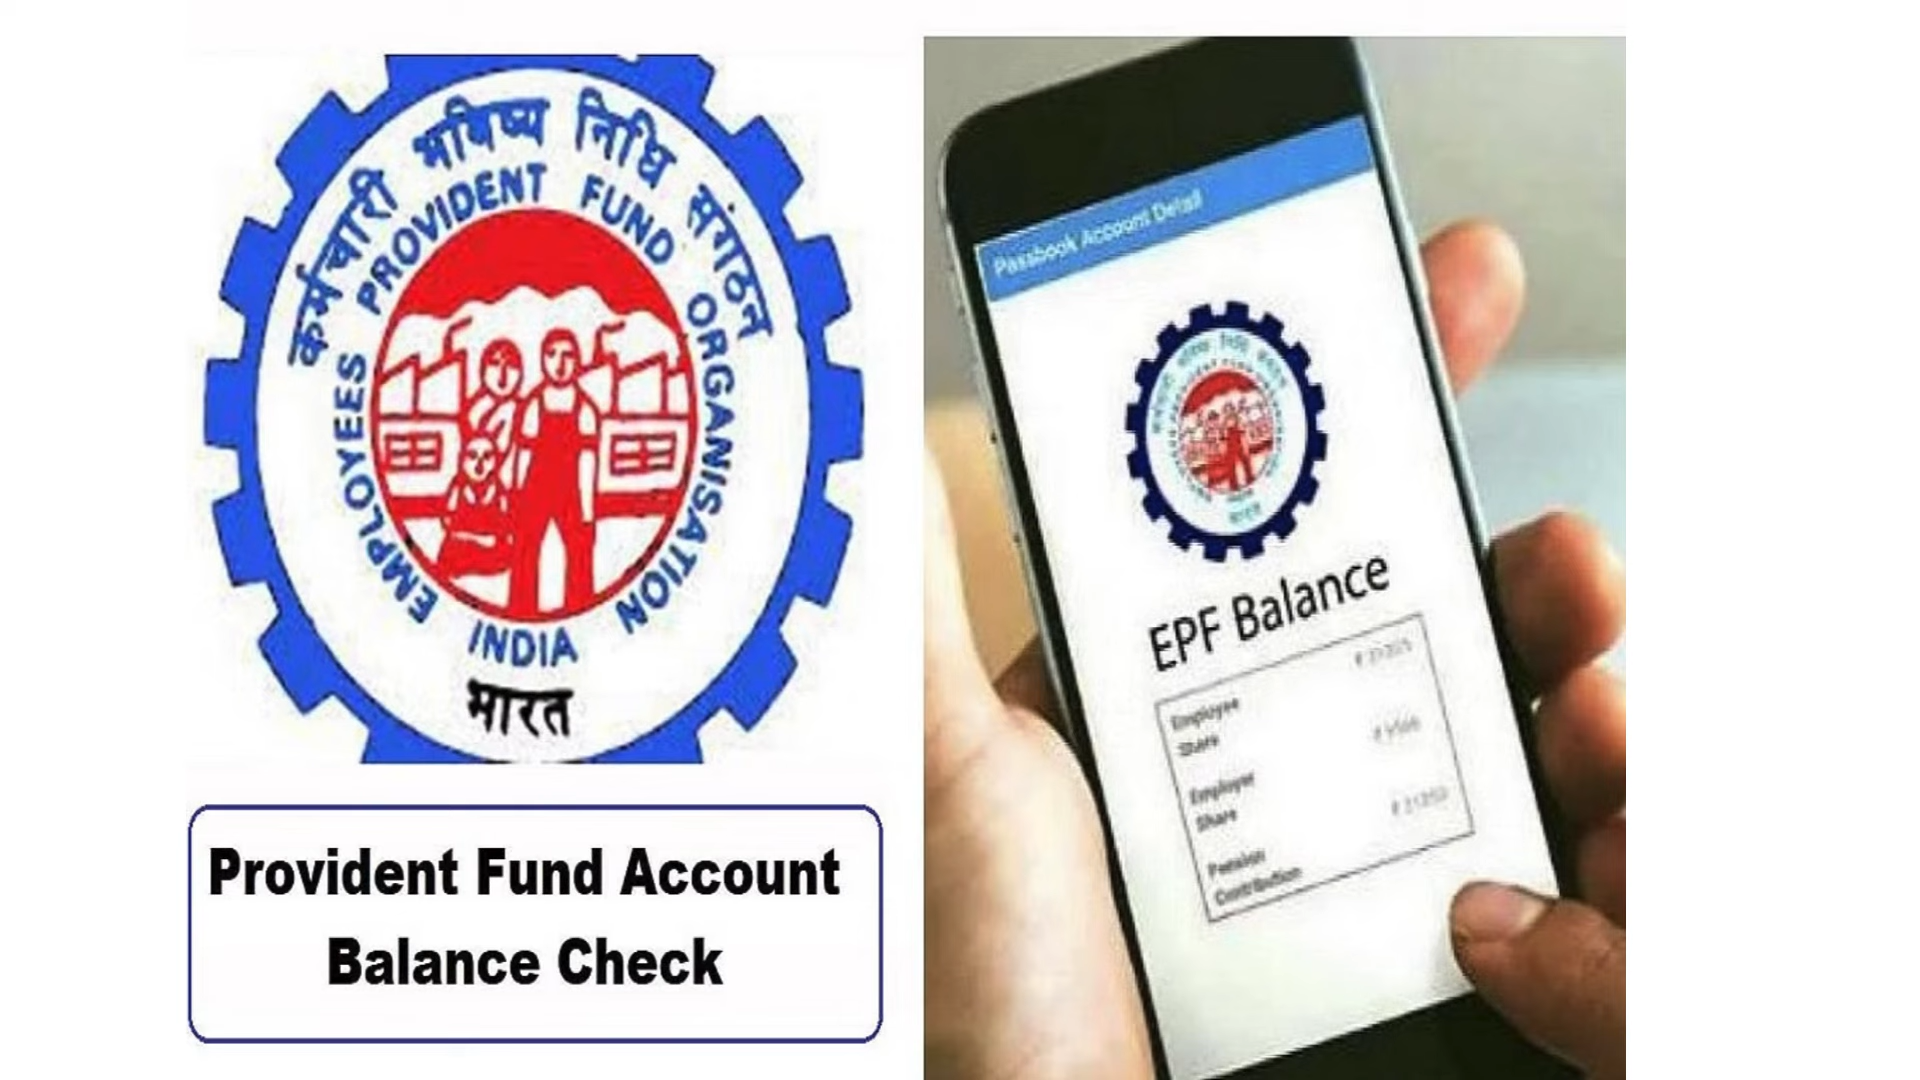 कर्मचारी भविष्य निधि संगठन
EMPLOYEES PROVIDENT FUND ORGANISATION
INDIA
भारत
Provident Fund Account
Balance Check
Passbook Account Detail
EPF Balance
Employee
Share
Employer
Share
Pension
Contribution